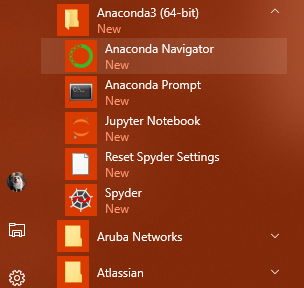 Anaconda3 (64-bit)
New
Anaconda Navigator
New
Anaconda Prompt
New
Jupyter Notebook
New
Reset Spyder Settings
New
Spyder
New
Aruba Networks
Atlassian